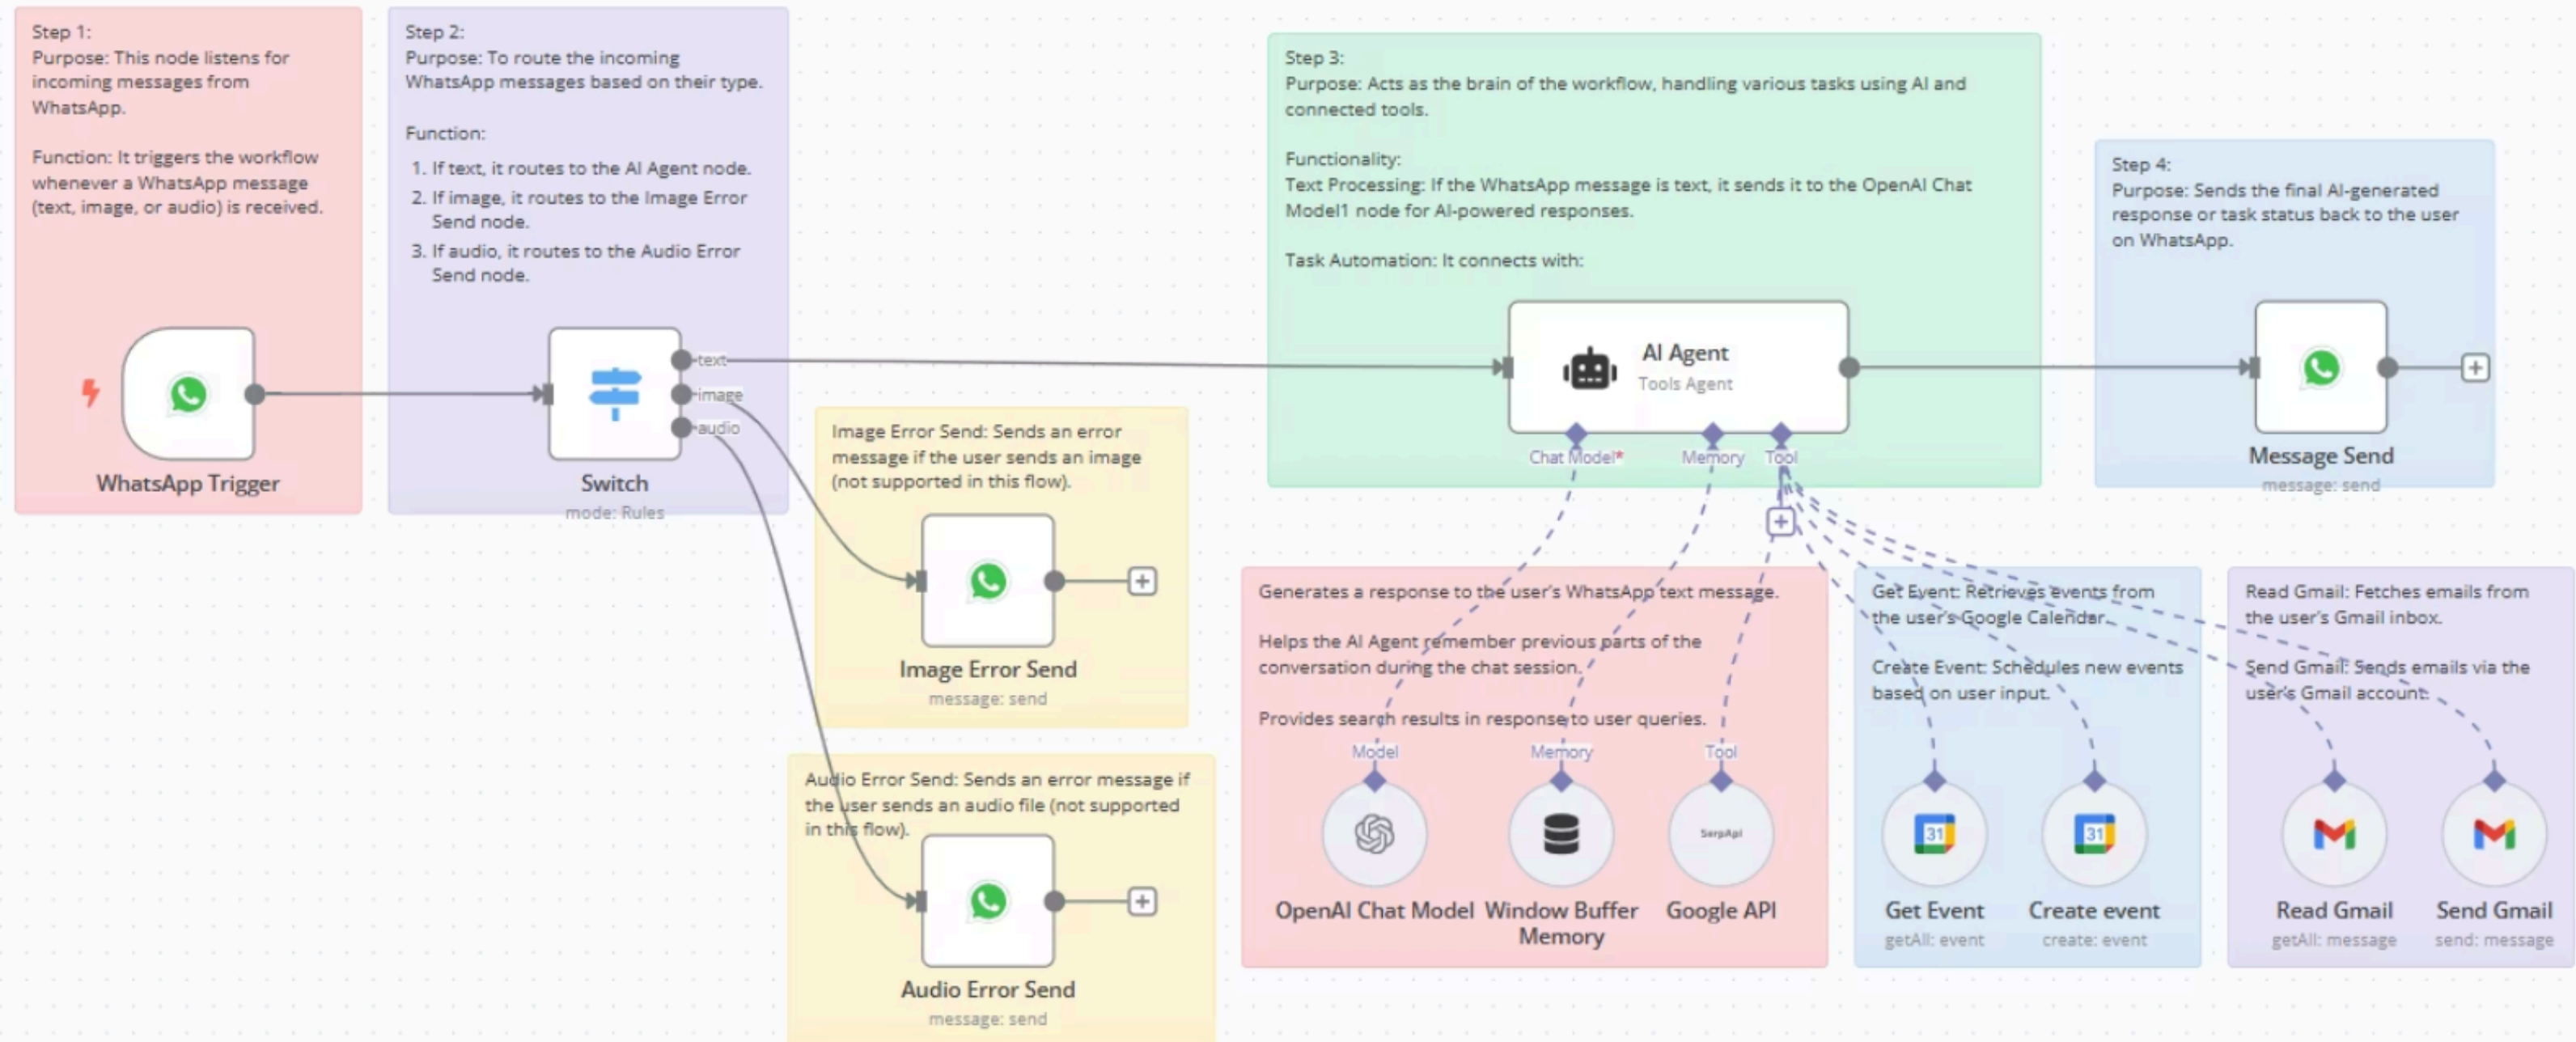 Step 1:
Purpose: This node listens for
incoming messages from
WhatsApp.
Function: It triggers the workflow
whenever a WhatsApp message
(text, image, or audio) is received.
WhatsApp Trigger
Step 2:
Purpose: To route the incoming
WhatsApp messages based on their type.
Function:
1. If text, it routes to the AI Agent node.
2. If image, it routes to the Image Error
Send node.
3. If audio, it routes to the Audio Error
Send node.
text
image
audio
Switch
mode: Rules
Image Error Send: Sends an error
message if the user sends an image
(not supported in this flow).
Image Error Send
message: send
Audio Error Send: Sends an error message if
the user sends an audio file (not supported
in this flow).
Audio Error Send
message: send
Step 3:
Purpose: Acts as the brain of the workflow, handling various tasks using AI and
connected tools.
Functionality:
Text Processing: If the WhatsApp message is text, it sends it to the OpenAI Chat
Model1 node for AI-powered responses.
Task Automation: It connects with:
AI Agent
Tools Agent
Chat Model*
Memory
Tool
Step 4:
Purpose: Sends the final AI-generated
response or task status back to the user
on WhatsApp.
Message Send
message: send
Generates a response to the user's WhatsApp text message.
Helps the AI Agent remember previous parts of the
conversation during the chat session.
Provides search results in response to user queries.
Model
Memory
Tool
SerpApi
OpenAI Chat Model
Window Buffer
Memory
Google API
Get Event: Retrieves events from
the user's Google Calendar.
Create Event: Schedules new events
based on user input.
31
31
Get Event
getAll: event
Create event
create: event
Read Gmail: Fetches emails from
the user's Gmail inbox.
Send Gmail: Sends emails via the
user's Gmail account.
Read Gmail
getAll: message
Send Gmail
send: message